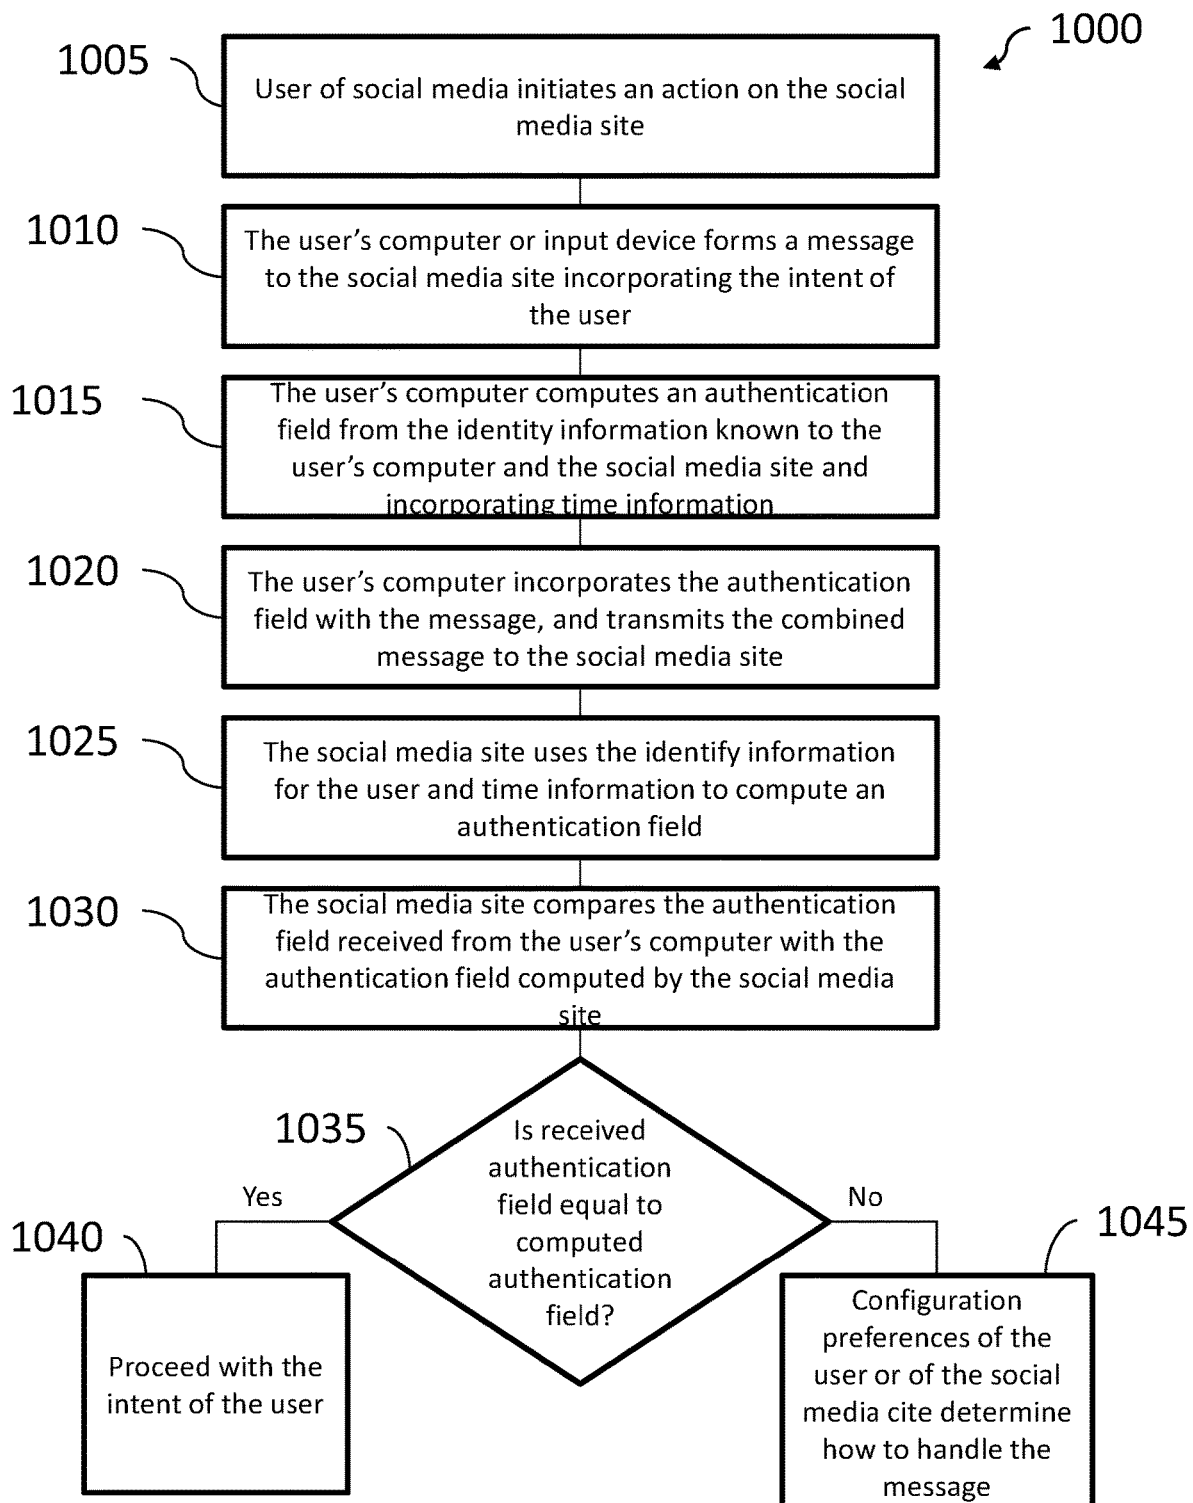 1000
1005
User of social media initiates an action on the social
media site
1010
The user's computer or input device forms a message
to the social media site incorporating the intent of
the user
1015
The user's computer computes an authentication
field from the identity information known to the
user's computer and the social media site and
incorporating time information
1020
The user's computer incorporates the authentication
field with the message, and transmits the combined
message to the social media site
1025
The social media site uses the identify information
for the user and time information to compute an
authentication field
1030
The social media site compares the authentication
field received from the user's computer with the
authentication field computed by the social media
site
1035
Is received
authentication
field equal to
computed
authentication
field?
Yes
No
1040
Proceed with the
intent of the user
1045
Configuration
preferences of the
user or of the social
media cite determine
how to handle the
message